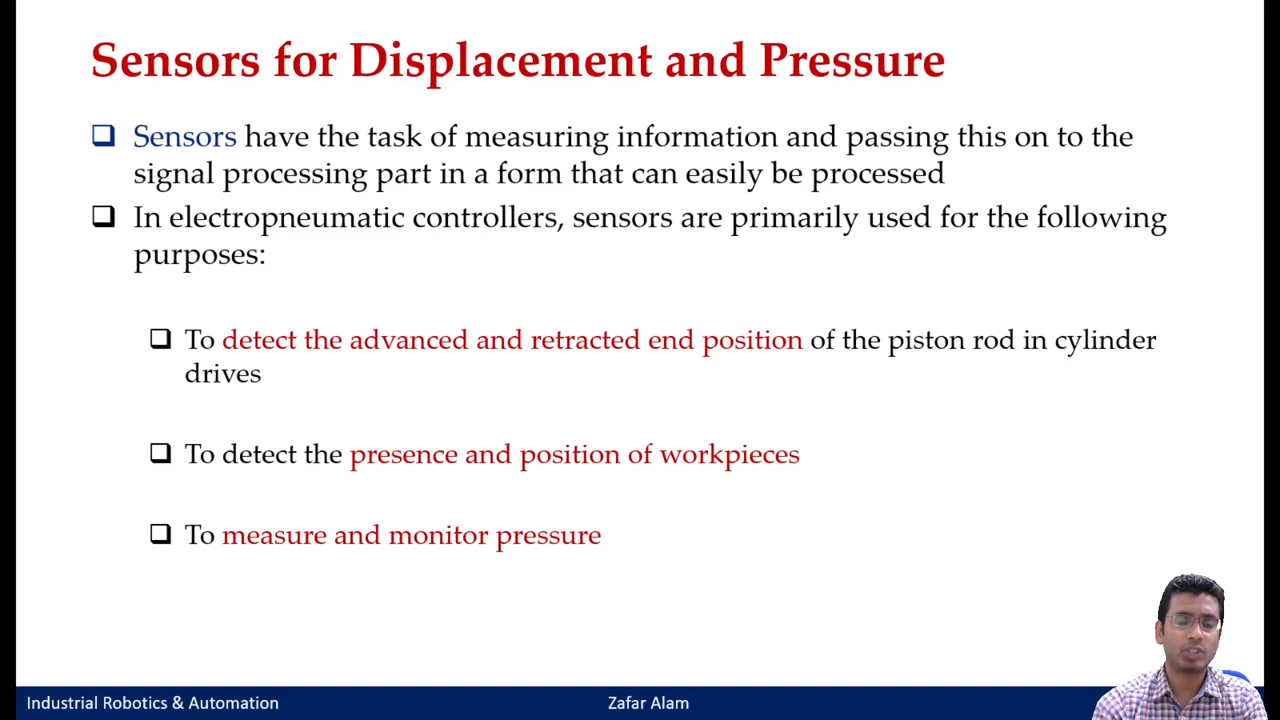 Sensors for Displacement and Pressure
Sensors have the task of measuring information and passing this on to the
signal processing part in a form that can easily be processed
In electropneumatic controllers, sensors are primarily used for the following
purposes:
To detect the advanced and retracted end position of the piston rod in cylinder
drives
To detect the presence and position of workpieces
To measure and monitor pressure
Industrial Robotics & Automation
Zafar Alam